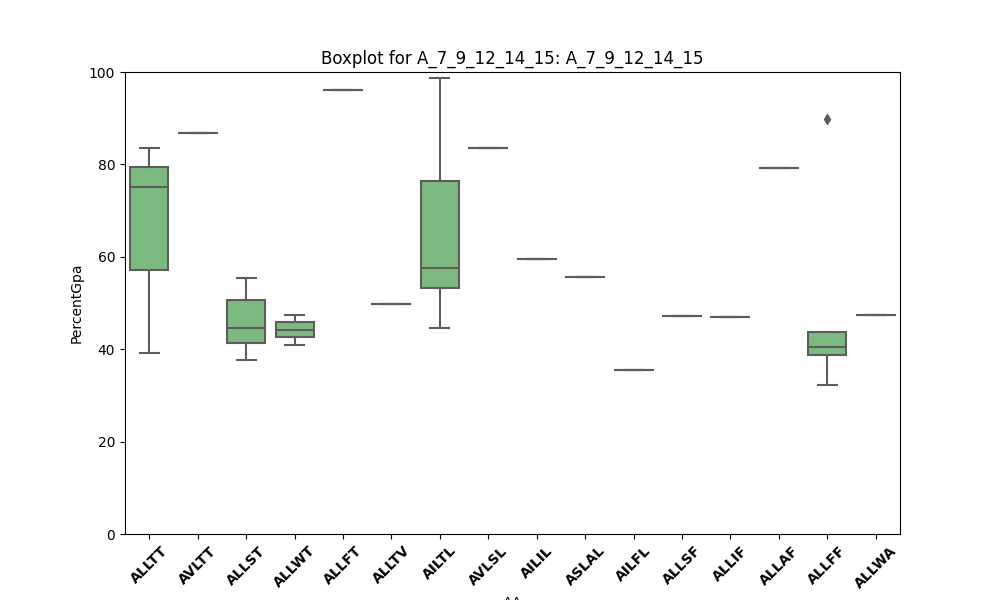 Boxplot for A_7_9_12_14_15: A_7_9_12_14_15
PercentGpa
100
80
60
40
20
0
ALLTT
AVLTT
ALLST
ALLWT
ALLFT
ALLTV
AILTL
AVLSL
AILIL
ASLAL
AILFL
ALLSF
ALLIF
ALLAF
ALLFF
ALLWA